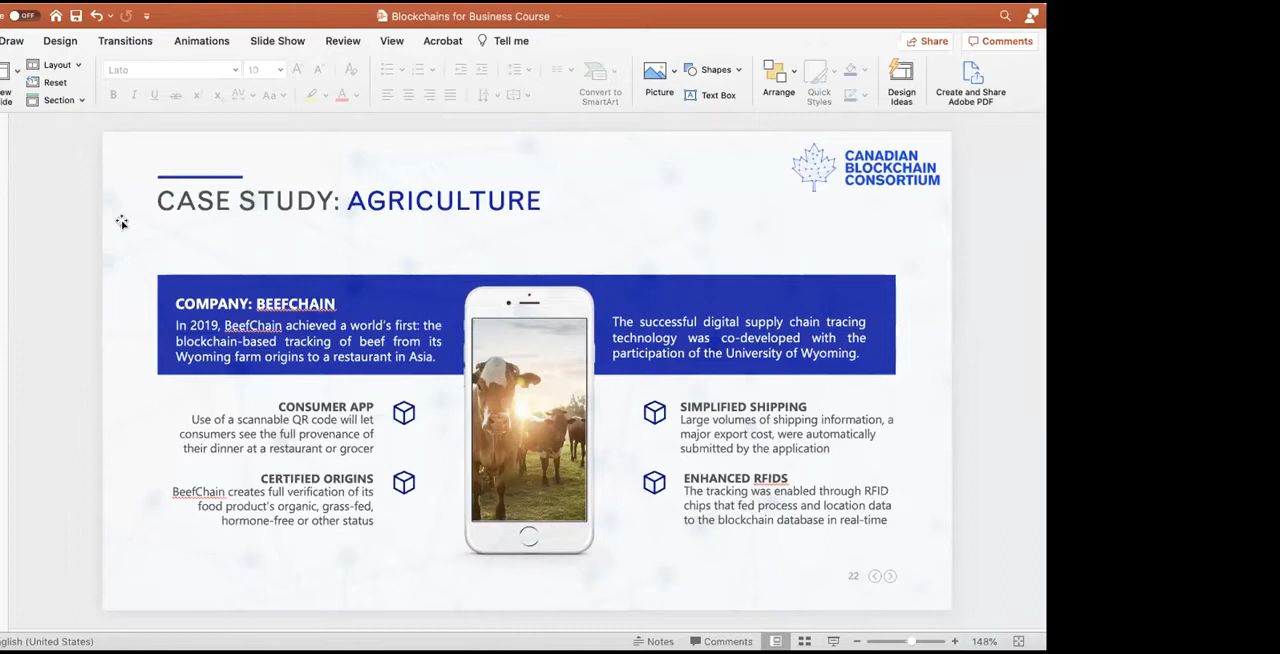 OFF
Blockchains for Business Course
Draw Design Transitions Animations Slide Show Review View Acrobat Tell me Share Comments
Layout
Reset
Section
Lato 10
Convert to
SmartArt
Picture
Shapes
Text Box
Arrange
Quick
Styles
Design
Ideas
Create and Share
Adobe PDF
CANADIAN
BLOCKCHAIN
CONSORTIUM
CASE STUDY: AGRICULTURE
COMPANY: BEEFCHAIN
In 2019, BeefChain achieved a world's first: the
blockchain-based tracking of beef from its
Wyoming farm origins to a restaurant in Asia.
The successful digital supply chain tracing
technology was co-developed with the
participation of the University of Wyoming.
CONSUMER APP
Use of a scannable QR code will let
consumers see the full provenance of
their dinner at a restaurant or grocer
CERTIFIED ORIGINS
BeefChain creates full verification of its
food product's organic, grass-fed,
hormone-free or other status
SIMPLIFIED SHIPPING
Large volumes of shipping information, a
major export cost, were automatically
submitted by the application
ENHANCED RFIDS
The tracking was enabled through RFID
chips that fed process and location data
to the blockchain database in real-time
22
glish (United States) Notes Comments 148%